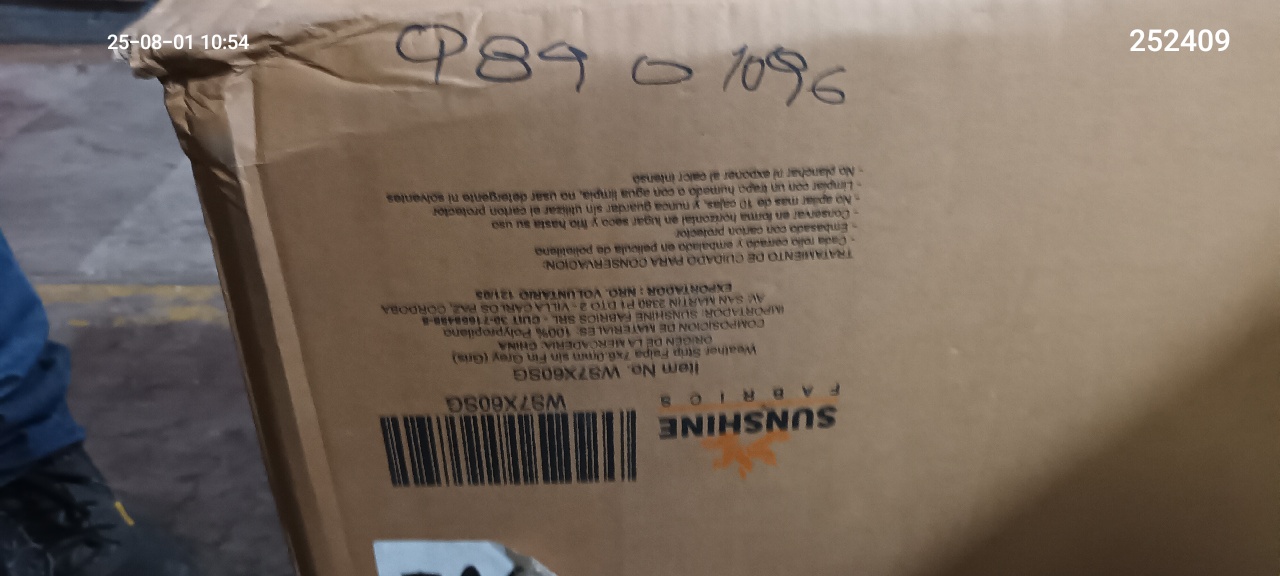 25-08-01 10:54
252409
CP 89 0 1096
SUNSHINE
FABRICS
WS7X60SG
Item No. WS7X60SG
Weather Strip Felpa 7x6.0mm sin Fin Gray (Gris)
ORIGEN DE LA MERCADERIA: CHINA
COMPOSICION DE MATERIALES: 100% Polypropileno
IMPORTADOR: SUNSHINE FABRICS SRL - CUIT
AV. SAN MARTIN 2380 P1 DTO 2 - VILLA CARLOS PAZ, CORDOBA
EXPORTADOR: NRO. VOLUNTARIO
TRATAMIENTO DE CUIDADO PARA CONSERVACION:
- Cada rollo cerrado y embalado en pelicula de polietileno
- Embasado con carton protector
- Conservar en forma horizontal en lugar seco y frio hasta su uso
- No apilar mas de 10 cajas, y nunca guardar sin utilizar el carton protector
- Limpiar con un trapo humedo o con agua limpia, no usar detergente ni solventes
- No planchar ni exponer al calor intenso